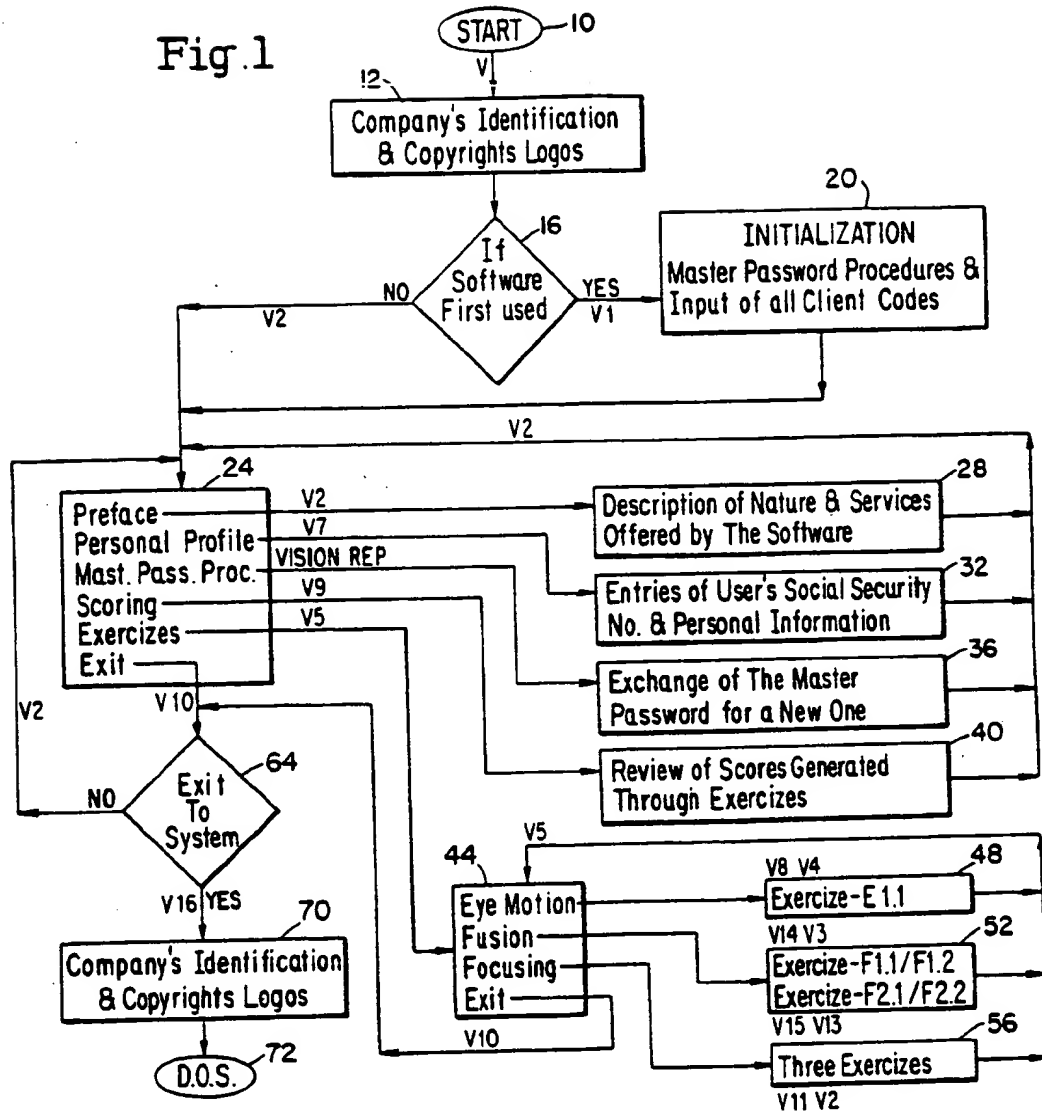 Fig.1
START
10
V
12
Company's Identification
& Copyrights Logos
16
If
Software
First used
NO
V2
YES
V1
20
INITIALIZATION
Master Password Procedures &
Input of all Client Codes
V2
24
Preface
Personal Profile
Mast. Pass. Proc.
Scoring
Exercizes
Exit
V2
V7
VISION REP
V9
V5
28
Description of Nature & Services
Offered by The Software
32
Entries of User's Social Security
No. & Personal Information
36
Exchange of The Master
Password for a New One
40
Review of Scores Generated
Through Exercizes
V2
V10
64
Exit
To
System
NO
V16 YES
70
Company's Identification
& Copyrights Logos
D.O.S.
72
V5
44
Eye Motion
Fusion
Focusing
Exit
V10
V8 V4
48
Exercize-E1.1
V14 V3
52
Exercize-F1.1/F1.2
Exercize-F2.1/F2.2
V15 V13
56
Three Exercizes
V11 V2